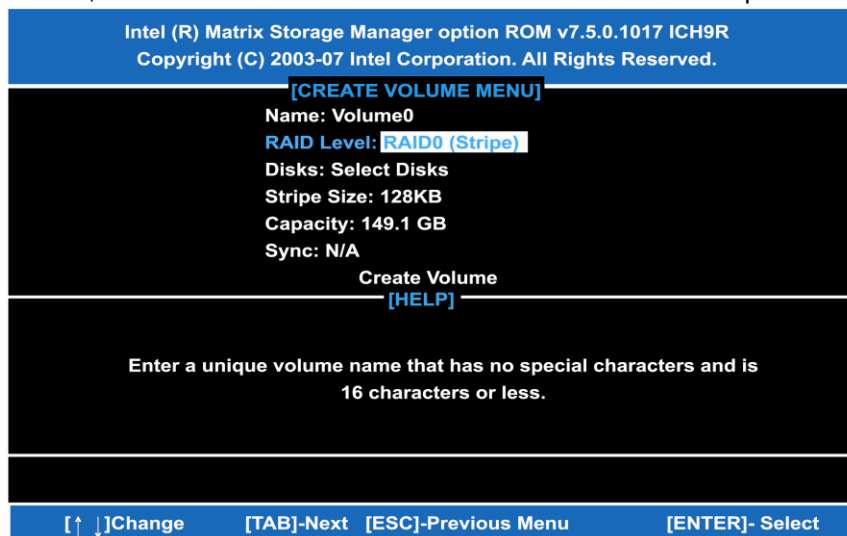 Intel (R) Matrix Storage Manager option ROM v7.5.0.1017 ICH9R
Copyright (C) 2003-07 Intel Corporation. All Rights Reserved.
[CREATE VOLUME MENU]
Name: Volume0
RAID Level: RAID0 (Stripe)
Disks: Select Disks
Stripe Size: 128KB
Capacity: 149.1 GB
Sync: N/A
Create Volume
[HELP]
Enter a unique volume name that has no special characters and is
16 characters or less.
[↑ ↓]Change [TAB]-Next [ESC]-Previous Menu [ENTER]- Select